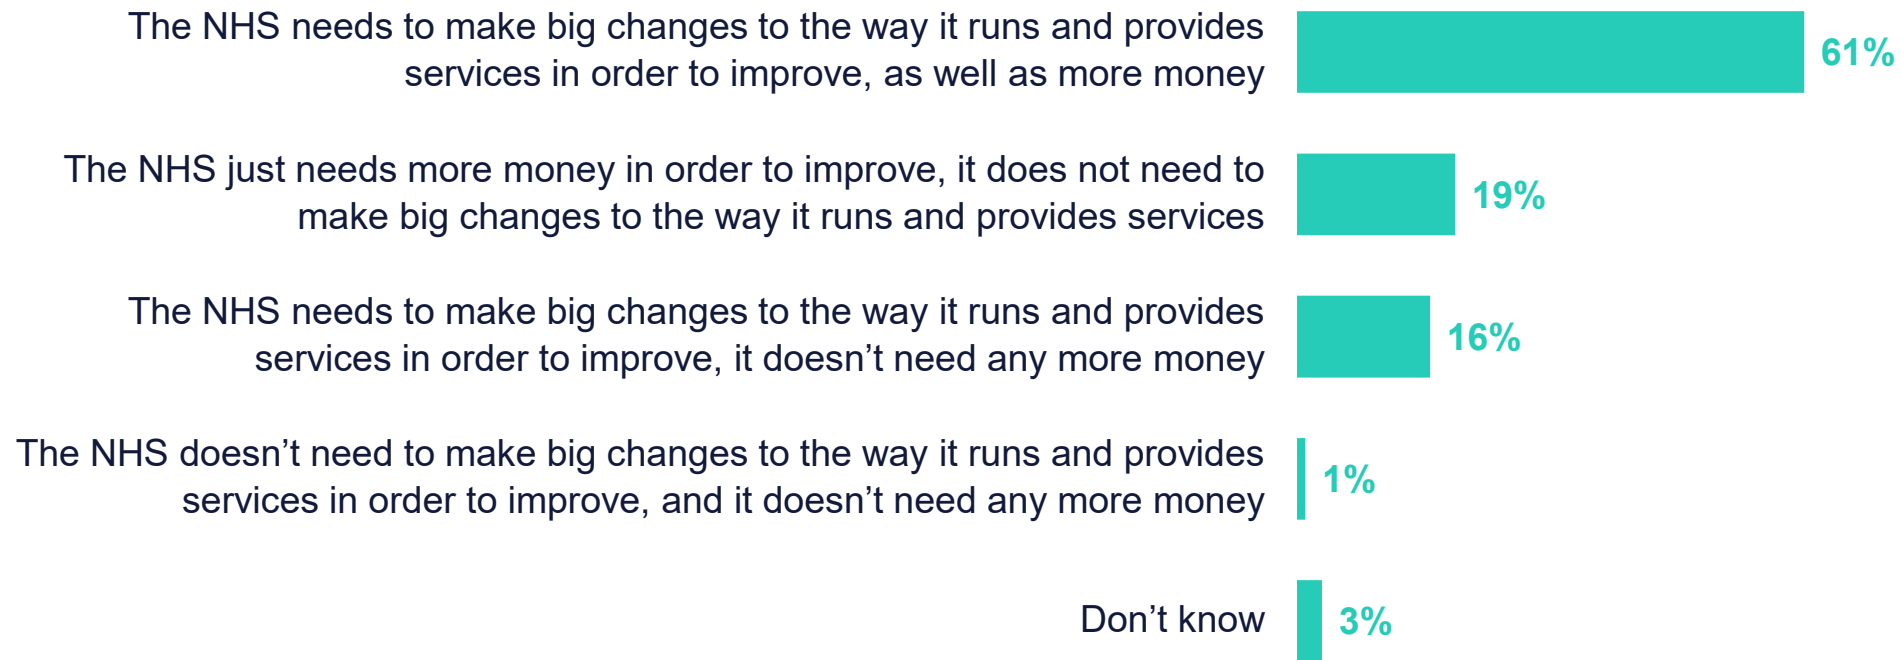 The NHS needs to make big changes to the way it runs and provides
services in order to improve, as well as more money
61%
The NHS just needs more money in order to improve, it does not need to
make big changes to the way it runs and provides services
19%
The NHS needs to make big changes to the way it runs and provides
services in order to improve, it doesn’t need any more money
16%
The NHS doesn’t need to make big changes to the way it runs and provides
services in order to improve, and it doesn’t need any more money
1%
Don’t know
3%